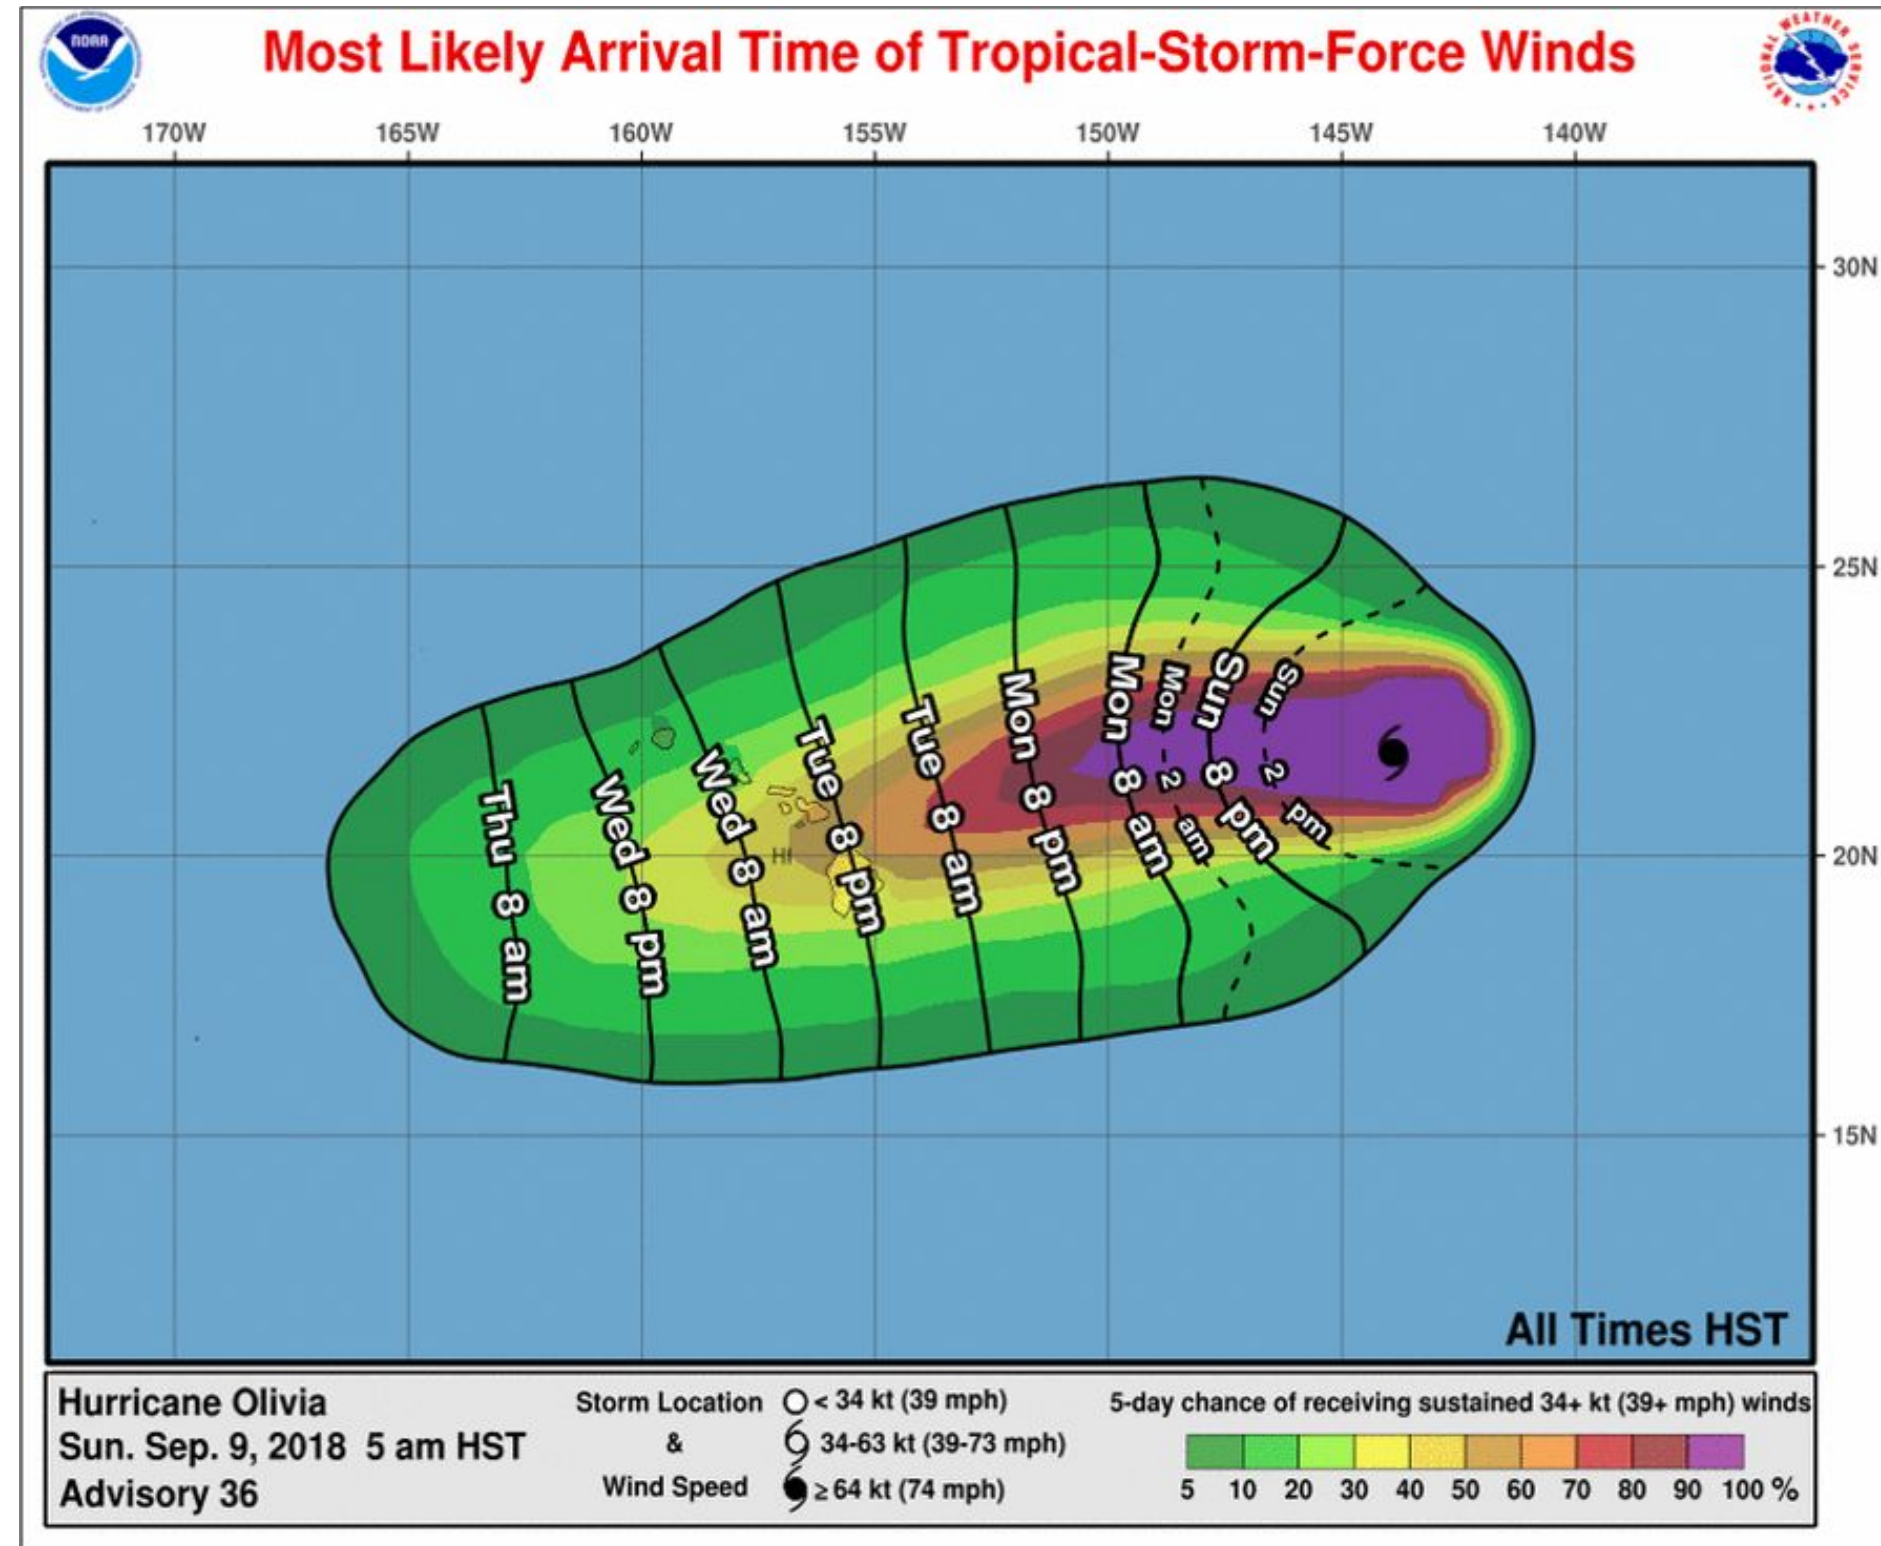 NOAA
Most Likely Arrival Time of Tropical-Storm-Force Winds
NATIONAL WEATHER SERVICE
170W 165W 160W 155W 150W 145W 140W
30N
25N
20N
15N
Thu 8 am
Wed 8 pm
Wed 8 am
Tue 8 pm
Tue 8 am
Mon 8 pm
Mon 8 am
Mon 2 am
Sun 8 pm
Sun 2 pm
HI
All Times HST
Hurricane Olivia
Sun. Sep. 9, 2018 5 am HST
Advisory 36
Storm Location
&
Wind Speed
< 34 kt (39 mph)
34-63 kt (39-73 mph)
≥ 64 kt (74 mph)
5-day chance of receiving sustained 34+ kt (39+ mph) winds
5 10 20 30 40 50 60 70 80 90 100 %